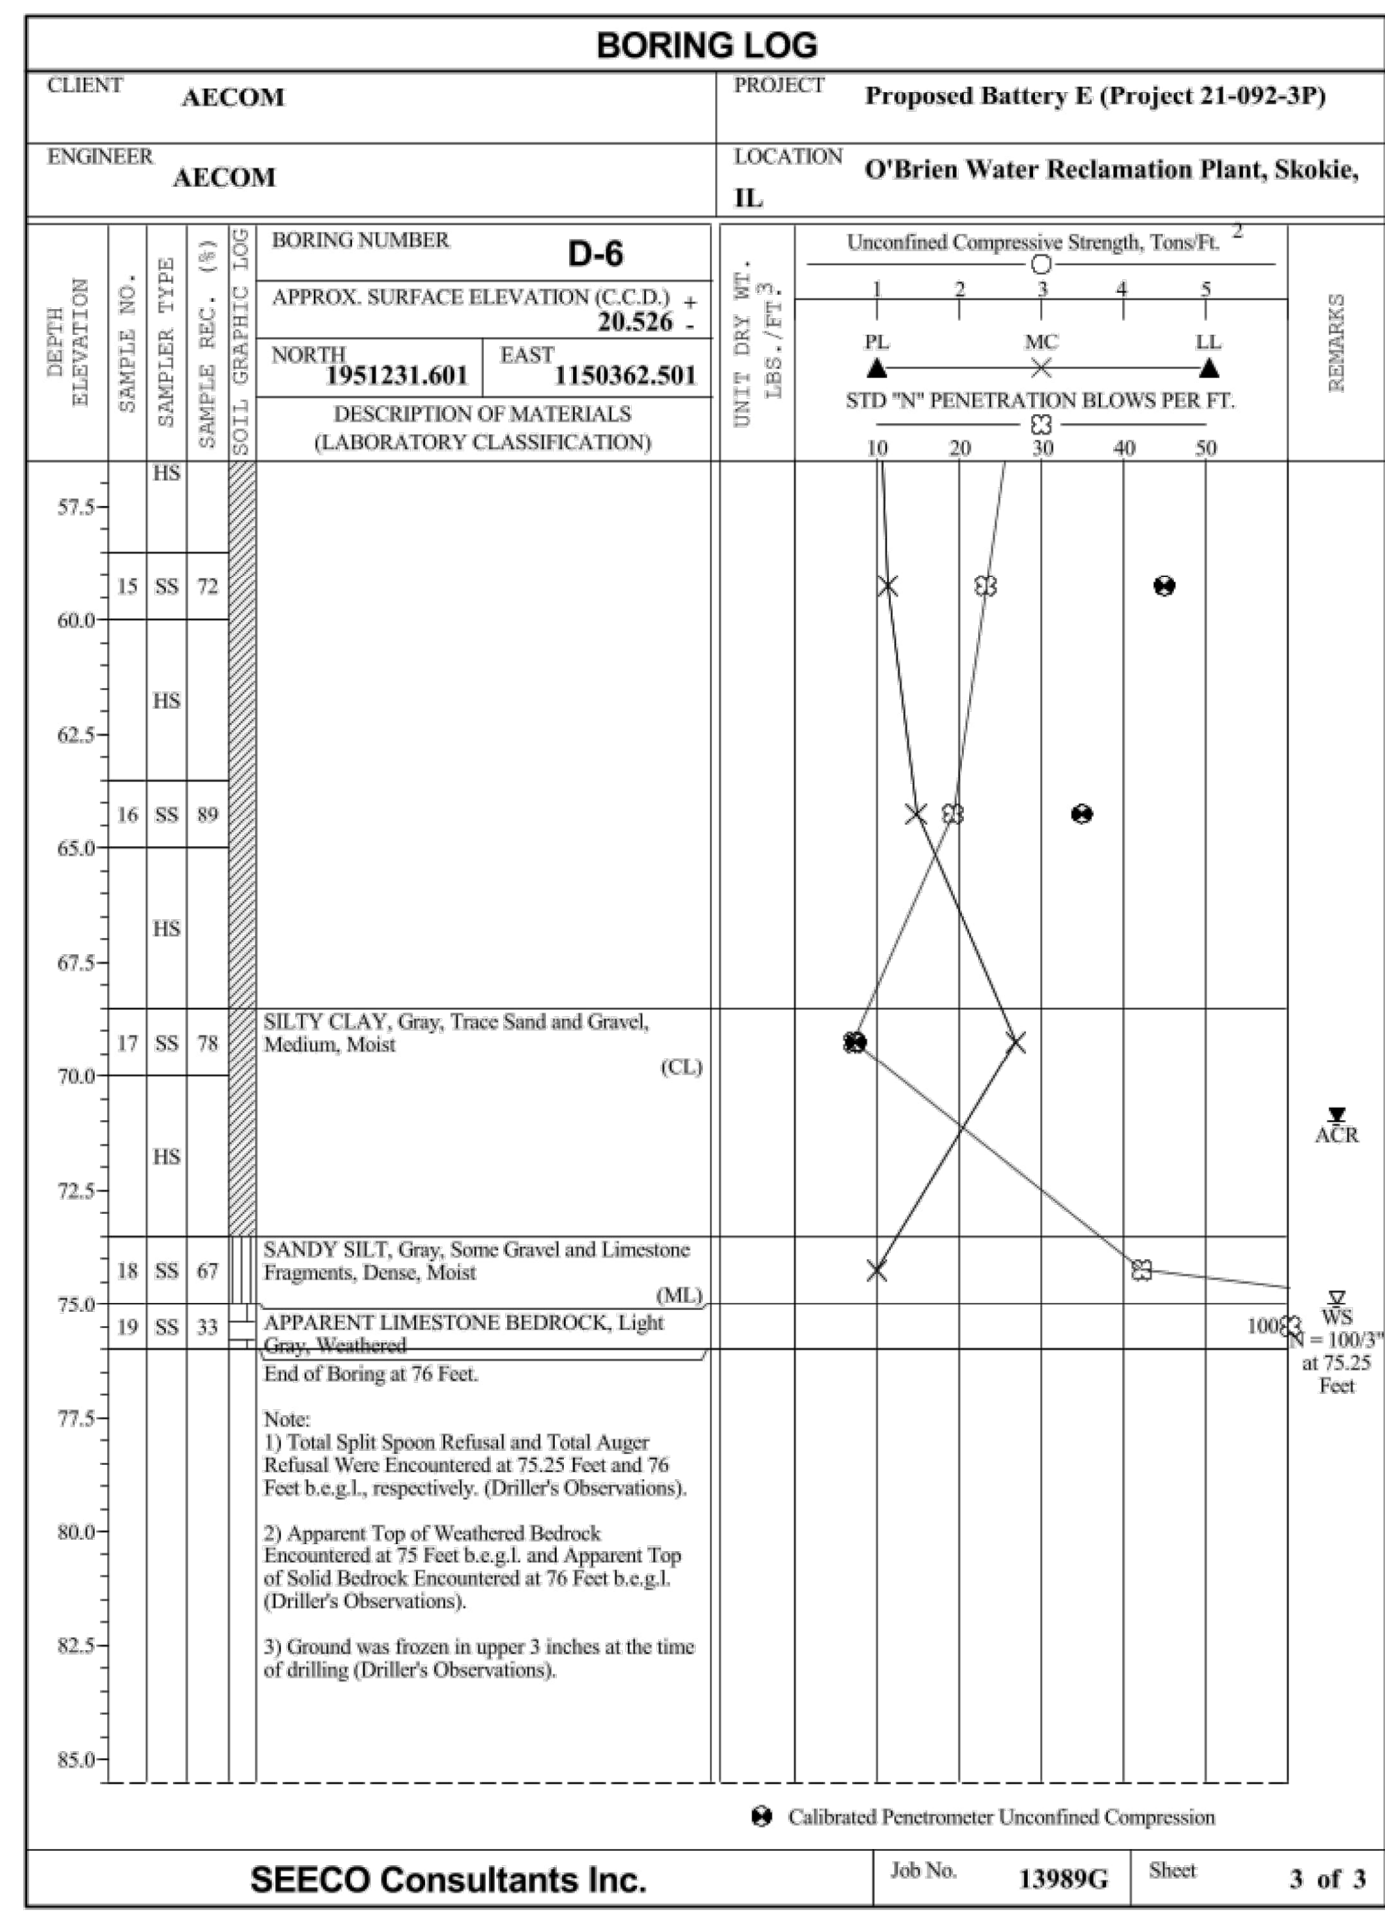 BORING LOG
CLIENT AECOM
PROJECT Proposed Battery E (Project 21-092-3P)
ENGINEER AECOM
LOCATION O'Brien Water Reclamation Plant, Skokie,
IL
DEPTH
ELEVATION
SAMPLE NO.
SAMPLER TYPE
SAMPLE REC. (%)
SOIL GRAPHIC LOG
BORING NUMBER D-6
APPROX. SURFACE ELEVATION (C.C.D.) +
20.526 -
NORTH 1951231.601
EAST 1150362.501
DESCRIPTION OF MATERIALS
(LABORATORY CLASSIFICATION)
UNIT DRY WT.
LBS./FT.3
Unconfined Compressive Strength, Tons/Ft. 2
1 2 3 4 5
PL MC LL
STD "N" PENETRATION BLOWS PER FT.
10 20 30 40 50
REMARKS
HS
57.5
15 SS 72
60.0
HS
62.5
16 SS 89
65.0
HS
67.5
SILTY CLAY, Gray, Trace Sand and Gravel,
17 SS 78 Medium, Moist
(CL)
70.0
ACR
HS
72.5
SANDY SILT, Gray, Some Gravel and Limestone
18 SS 67 Fragments, Dense, Moist
(ML)
75.0
WS
19 SS 33 APPARENT LIMESTONE BEDROCK, Light 100
Gray, Weathered N = 100/3"
at 75.25
Feet
End of Boring at 76 Feet.
77.5 Note:
1) Total Split Spoon Refusal and Total Auger
Refusal Were Encountered at 75.25 Feet and 76
Feet b.e.g.l., respectively. (Driller's Observations).
80.0 2) Apparent Top of Weathered Bedrock
Encountered at 75 Feet b.e.g.l. and Apparent Top
of Solid Bedrock Encountered at 76 Feet b.e.g.l.
(Driller's Observations).
82.5 3) Ground was frozen in upper 3 inches at the time
of drilling (Driller's Observations).
85.0
Calibrated Penetrometer Unconfined Compression
SEECO Consultants Inc.
Job No. 13989G
Sheet 3 of 3